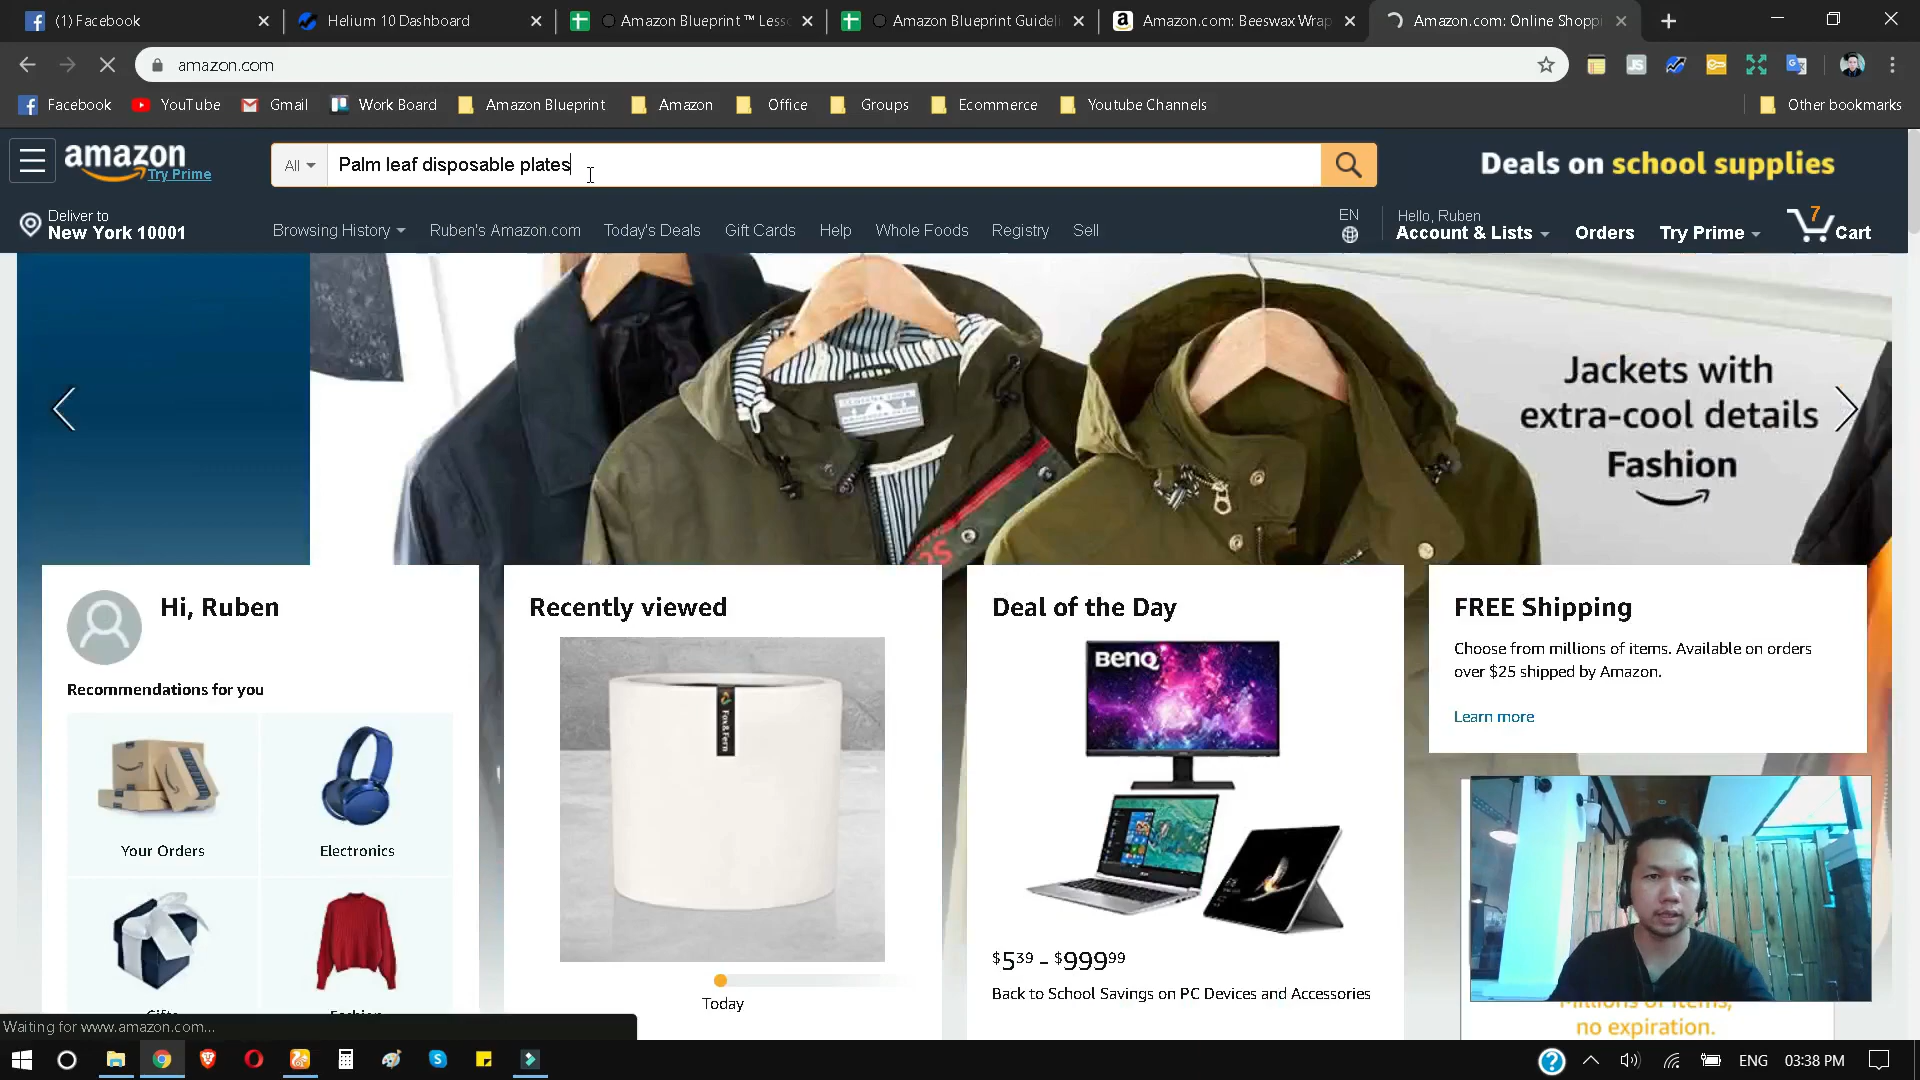 (1) Facebook
Helium 10 Dashboard
Amazon Blueprint ™ Less
Amazon Blueprint Guideli
Amazon.com: Beeswax Wrap
Amazon.com: Online Shoppi
amazon.com
Facebook
YouTube
Gmail
Work Board
Amazon Blueprint
Amazon
Office
Groups
Ecommerce
Youtube Channels
Other bookmarks
amazon
Try Prime
All
Palm leaf disposable plates
Deals on school supplies
Deliver to
New York 10001
Browsing History
Ruben's Amazon.com
Today's Deals
Gift Cards
Help
Whole Foods
Registry
Sell
EN
Hello, Ruben
Account & Lists
Orders
Try Prime
7
Cart
Jackets with
extra-cool details
Fashion
Hi, Ruben
Recommendations for you
Your Orders
Electronics
Recently viewed
Fox&Fern
Today
Deal of the Day
BenQ
$5.39 - $999.99
Back to School Savings on PC Devices and Accessories
FREE Shipping
Choose from millions of items. Available on orders
over $25 shipped by Amazon.
Learn more
Millions of items,
no expiration.
Waiting for www.amazon.com...
ENG
03:38 PM